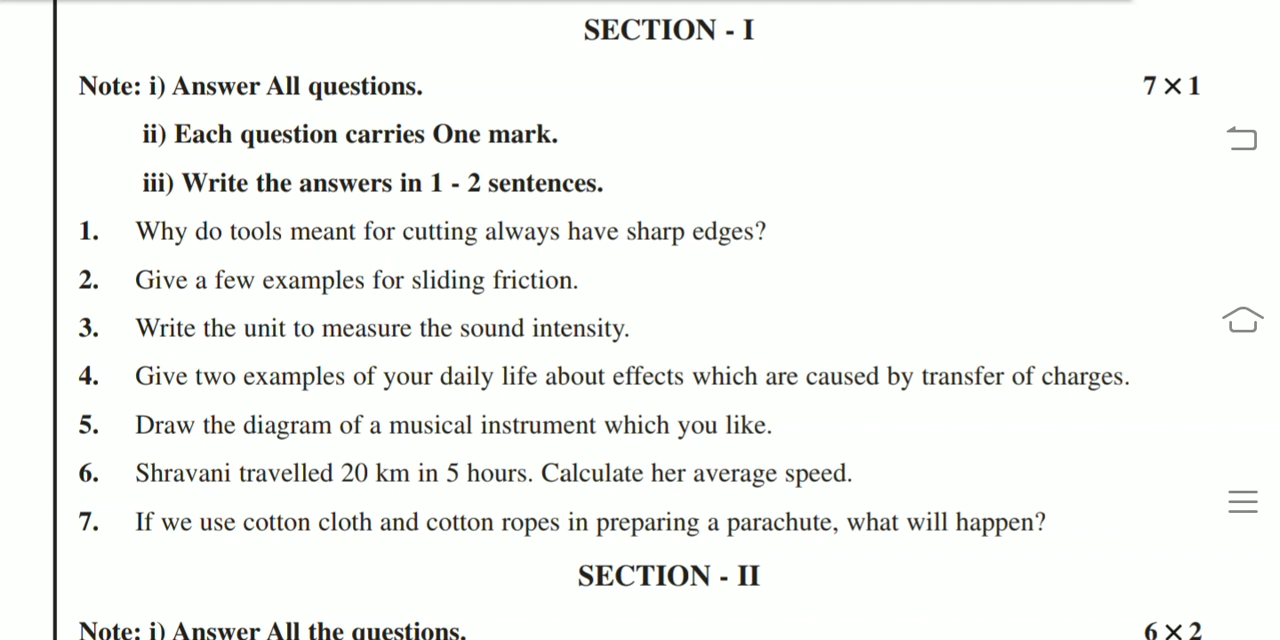 SECTION - I
Note: i) Answer All questions. 7 × 1
ii) Each question carries One mark.
iii) Write the answers in 1 - 2 sentences.
1. Why do tools meant for cutting always have sharp edges?
2. Give a few examples for sliding friction.
3. Write the unit to measure the sound intensity.
4. Give two examples of your daily life about effects which are caused by transfer of charges.
5. Draw the diagram of a musical instrument which you like.
6. Shravani travelled 20 km in 5 hours. Calculate her average speed.
7. If we use cotton cloth and cotton ropes in preparing a parachute, what will happen?
SECTION - II
Note: i) Answer All the questions. 6 × 2